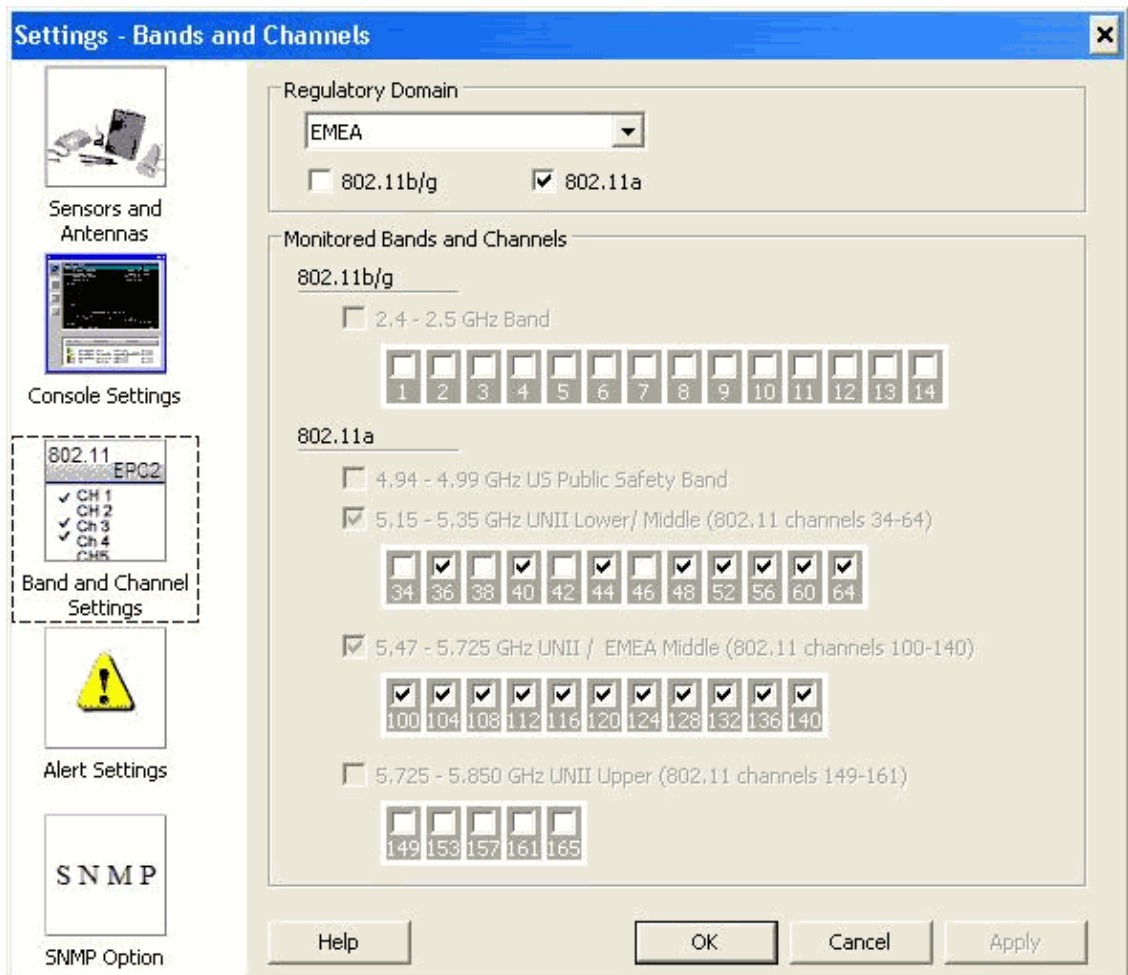 Settings - Bands and Channels
Sensors and
Antennas
Console Settings
802.11
EPC2
CH 1
CH 2
Ch 3
Ch 4
CH5
Band and Channel
Settings
Alert Settings
SNMP
SNMP Option
Regulatory Domain
EMEA
802.11b/g 802.11a
Monitored Bands and Channels
802.11b/g
2.4 - 2.5 GHz Band
1 2 3 4 5 6 7 8 9 10 11 12 13 14
802.11a
4.94 - 4.99 GHz US Public Safety Band
5.15 - 5.35 GHz UNII Lower/ Middle (802.11 channels 34-64)
34 36 38 40 42 44 46 48 52 56 60 64
5.47 - 5.725 GHz UNII / EMEA Middle (802.11 channels 100-140)
100 104 108 112 116 120 124 128 132 136 140
5.725 - 5.850 GHz UNII Upper (802.11 channels 149-161)
149 153 157 161 165
Help OK Cancel Apply